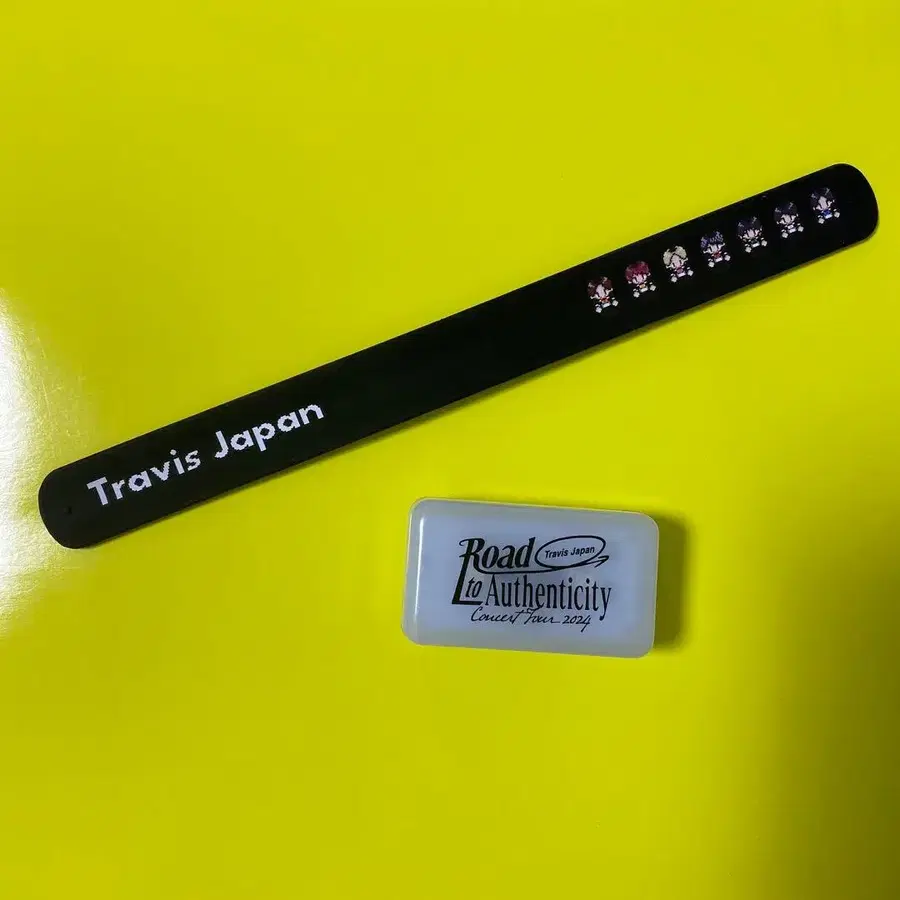 Travis Japan
Road
Travis Japan
to Authenticity
Concert Tour 2024